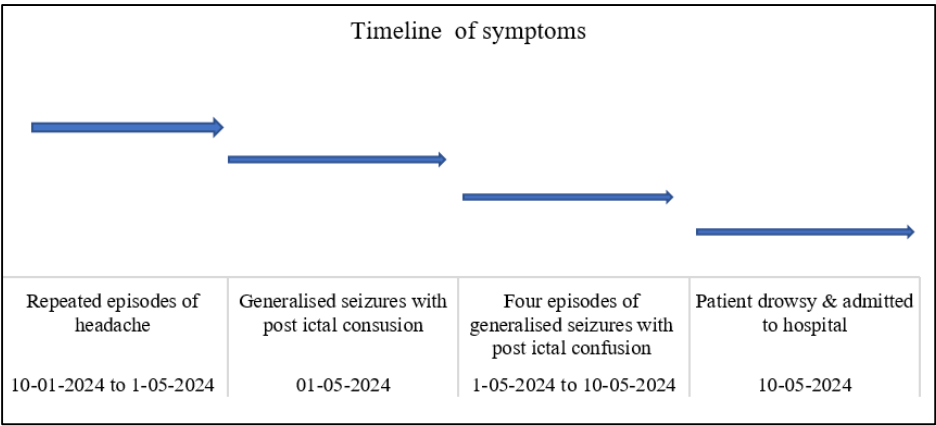 Timeline of symptoms
Repeated episodes of
headache
10-01-2024 to 1-05-2024
Generalised seizures with
post ictal consusion
01-05-2024
Four episodes of
generalised seizures with
post ictal confusion
1-05-2024 to 10-05-2024
Patient drowsy & admitted
to hospital
10-05-2024